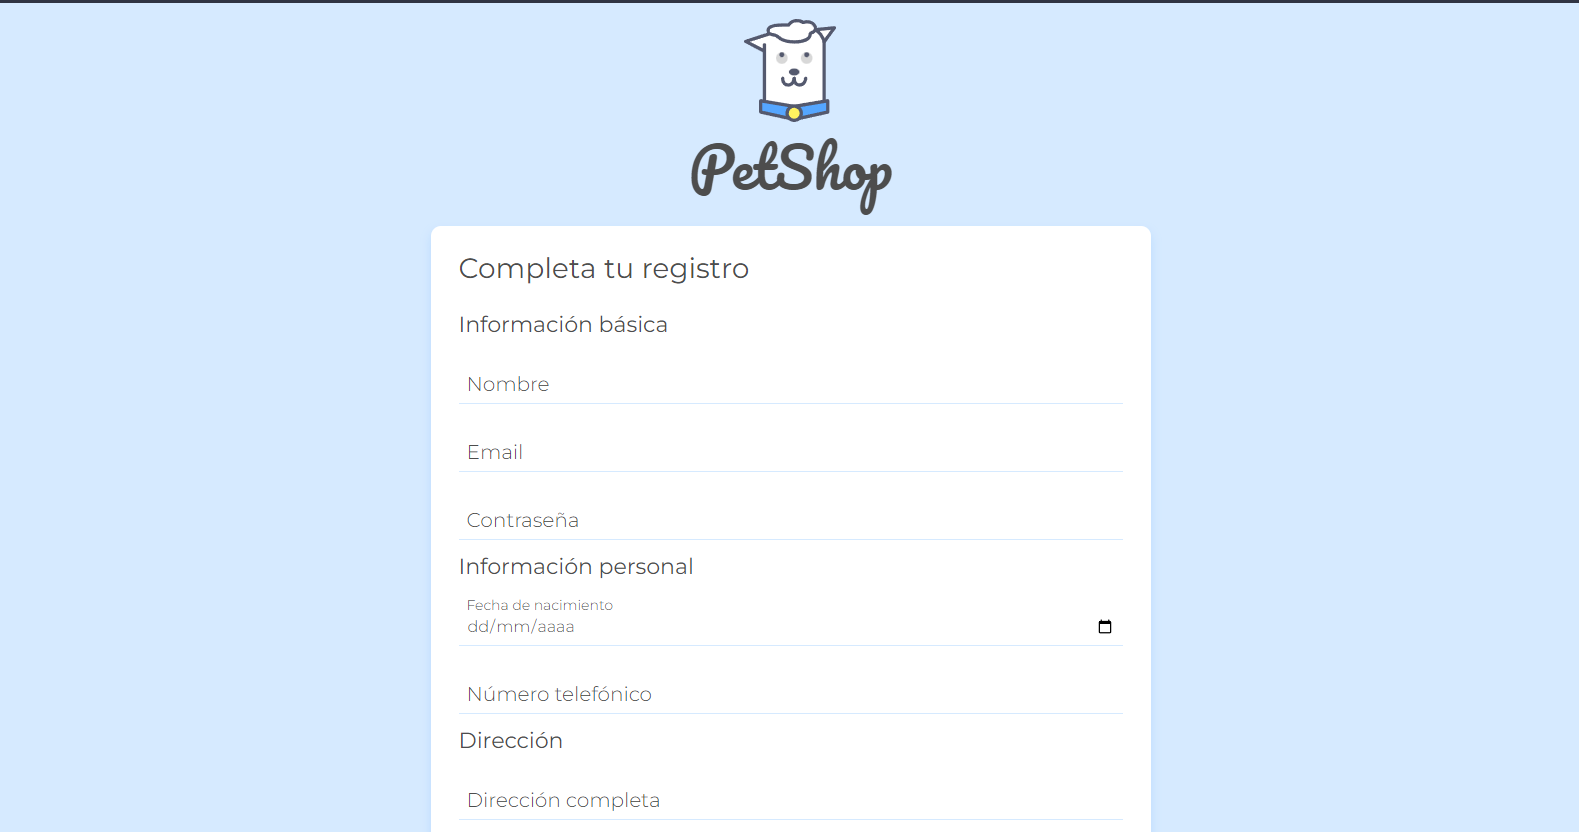 PetShop
Completa tu registro
Información básica
Nombre
Email
Contraseña
Información personal
Fecha de nacimiento
dd/mm/aaaa
Número telefónico
Dirección
Dirección completa